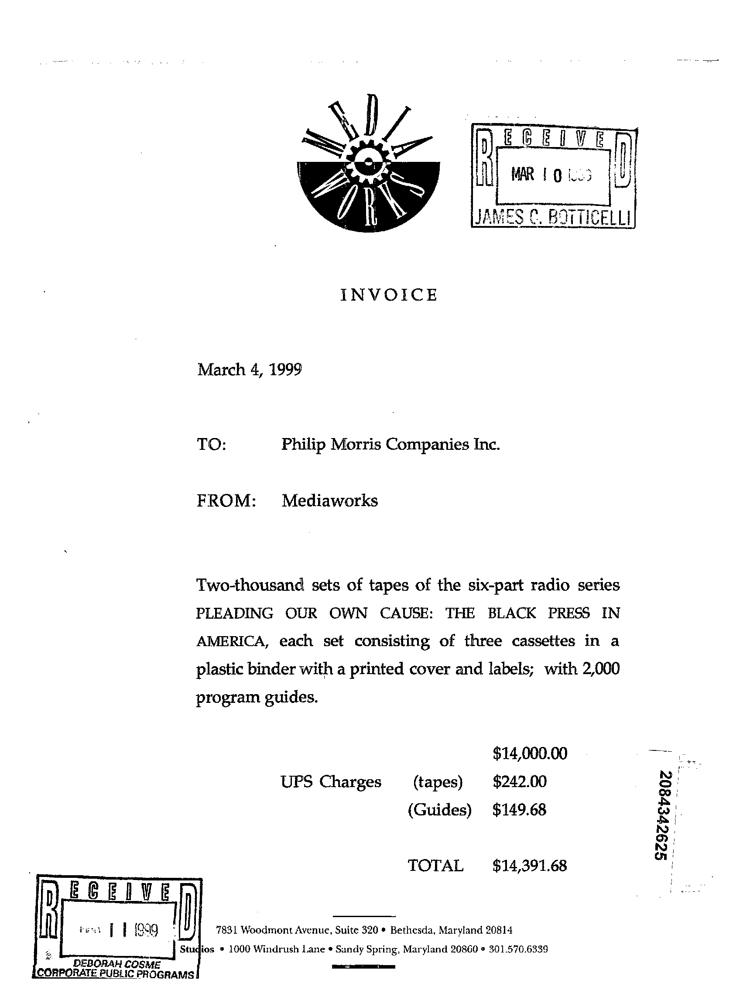 MEDIA
WORKS
RECEIVED
MAR 10
JAMES C. BOTTICELLI
INVOICE
March 4, 1999
TO: Philip Morris Companies Inc.
FROM: Mediaworks
Two-thousand sets of tapes of the six-part radio series
PLEADING OUR OWN CAUSE: THE BLACK PRESS IN
AMERICA, each set consisting of three cassettes in a
plastic binder with a printed cover and labels; with 2,000
program guides.
$14,000.00
UPS Charges (tapes) $242.00
(Guides) $149.68
TOTAL $14,391.68
2084342625
RECEIVED
11 1999
DEBORAH COSME
CORPORATE PUBLIC PROGRAMS
7831 Woodmont Avenue, Suite 320 • Bethesda, Maryland 20814
Studios • 1000 Windrush Lane • Sandy Spring, Maryland 20860 • 301.570.6339